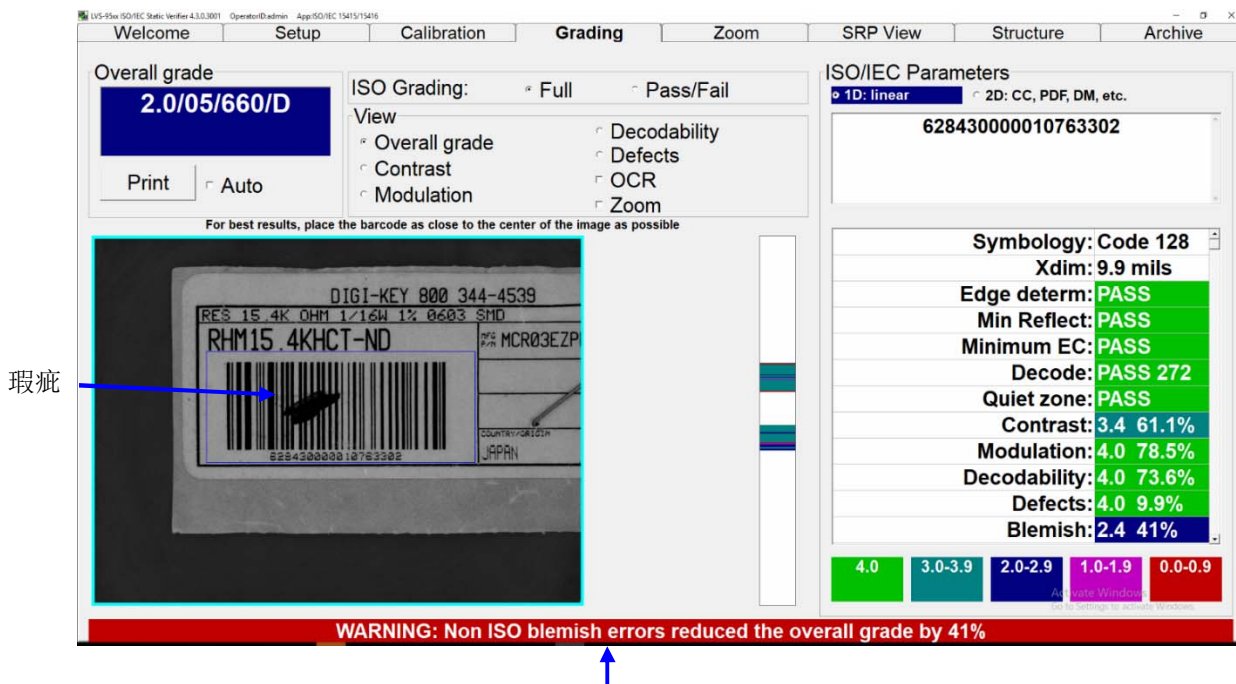 LVS-95xx ISO/IEC Static Verifier 4.3.0.3001 OperatorID:admin App:ISO/IEC 15415/15416
Welcome Setup Calibration Grading Zoom SRP View Structure Archive
Overall grade
2.0/05/660/D
Print Auto
ISO Grading: Full Pass/Fail
View
Overall grade
Contrast
Modulation
Decodability
Defects
OCR
Zoom
For best results, place the barcode as close to the center of the image as possible
DIGI-KEY 800 344-4539
RES 15.4K OHM 1/16W 1% 0603 SMD
RHM15.4KHCT-ND
MFG P/N MCR03EZP
628430000010763302
COUNTRY/ORIGIN
JAPAN
瑕疵
ISO/IEC Parameters
1D: linear 2D: CC, PDF, DM, etc.
628430000010763302
Symbology: Code 128
Xdim: 9.9 mils
Edge determ: PASS
Min Reflect: PASS
Minimum EC: PASS
Decode: PASS 272
Quiet zone: PASS
Contrast: 3.4 61.1%
Modulation: 4.0 78.5%
Decodability: 4.0 73.6%
Defects: 4.0 9.9%
Blemish: 2.4 41%
4.0 3.0-3.9 2.0-2.9 1.0-1.9 0.0-0.9
Activate Windows
Go to Settings to activate Windows.
WARNING: Non ISO blemish errors reduced the overall grade by 41%